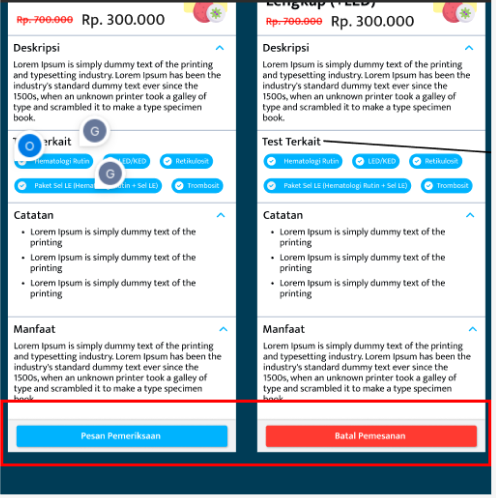 Rp. 700.000 Rp. 300.000
Deskripsi
Lorem Ipsum is simply dummy text of the printing
and typesetting industry. Lorem Ipsum has been the
industry's standard dummy text ever since the
1500s, when an unknown printer took a galley of
type and scrambled it to make a type specimen
book.
erkait
O
G
G
Hematologi Rutin
LED/KED
Retikulosit
Paket Sel LE (Hema utin + Sel LE)
Trombosit
Catatan
• Lorem Ipsum is simply dummy text of the
printing
• Lorem Ipsum is simply dummy text of the
printing
• Lorem Ipsum is simply dummy text of the
printing
Manfaat
Lorem Ipsum is simply dummy text of the printing
and typesetting industry. Lorem Ipsum has been the
industry's standard dummy text ever since the
1500s, when an unknown printer took a galley of
type and scrambled it to make a type specimen
book.
Pesan Pemeriksaan
Lengkap (+LED)
Rp. 700.000 Rp. 300.000
Deskripsi
Lorem Ipsum is simply dummy text of the printing
and typesetting industry. Lorem Ipsum has been the
industry's standard dummy text ever since the
1500s, when an unknown printer took a galley of
type and scrambled it to make a type specimen
book.
Test Terkait
Hematologi Rutin
LED/KED
Retikulosit
Paket Sel LE (Hematologi Rutin + Sel LE)
Trombosit
Catatan
• Lorem Ipsum is simply dummy text of the
printing
• Lorem Ipsum is simply dummy text of the
printing
• Lorem Ipsum is simply dummy text of the
printing
Manfaat
Lorem Ipsum is simply dummy text of the printing
and typesetting industry. Lorem Ipsum has been the
industry's standard dummy text ever since the
1500s, when an unknown printer took a galley of
type and scrambled it to make a type specimen
book.
Batal Pemesanan